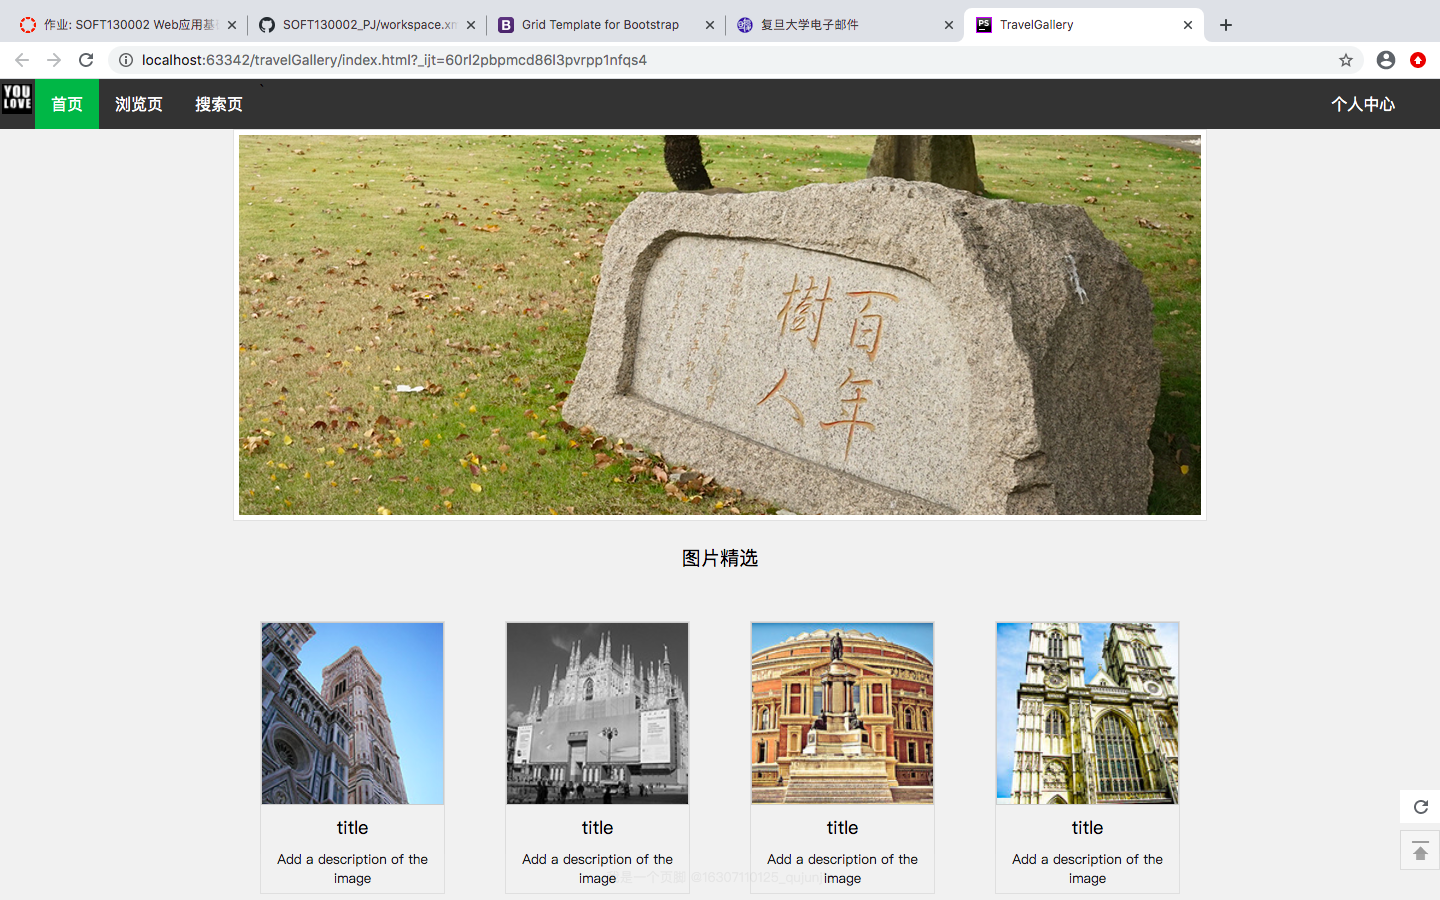 作业: SOFT130002 Web应用基
SOFT130002_PJ/workspace.xm
Grid Template for Bootstrap
复旦大学电子邮件
TravelGallery
localhost:63342/travelGallery/index.html?_ijt=60rl2pbpmcd86l3pvrpp1nfqs4
YOU
LOVE
首页
浏览页
搜索页
`
个人中心
百年
樹人
图片精选
title
Add a description of the
image
title
Add a description of the
image
title
Add a description of the
image
title
Add a description of the
image
是一个页脚 @18307110125_qujunj